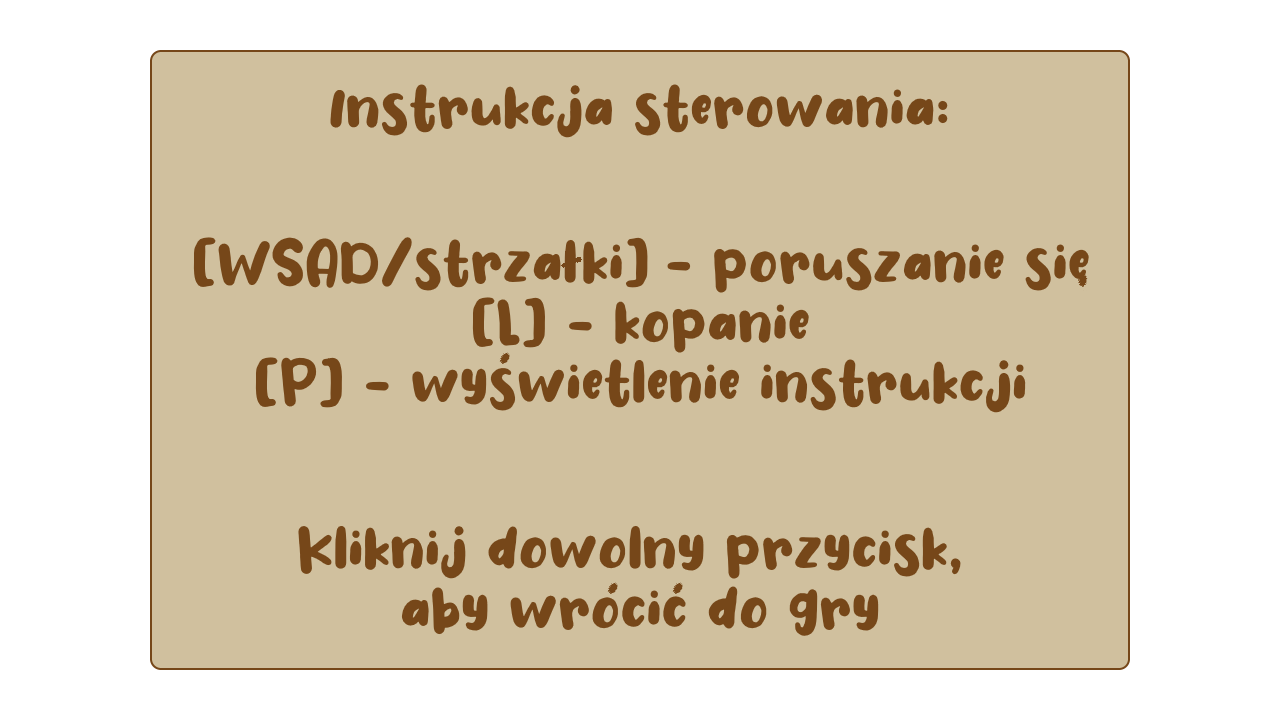 Instrukcja sterowania:
[WSAD/strzałki] - poruszanie się
[L] - kopanie
[P] - wyświetlenie instrukcji
Kliknij dowolny przycisk,
aby wrócić do gry